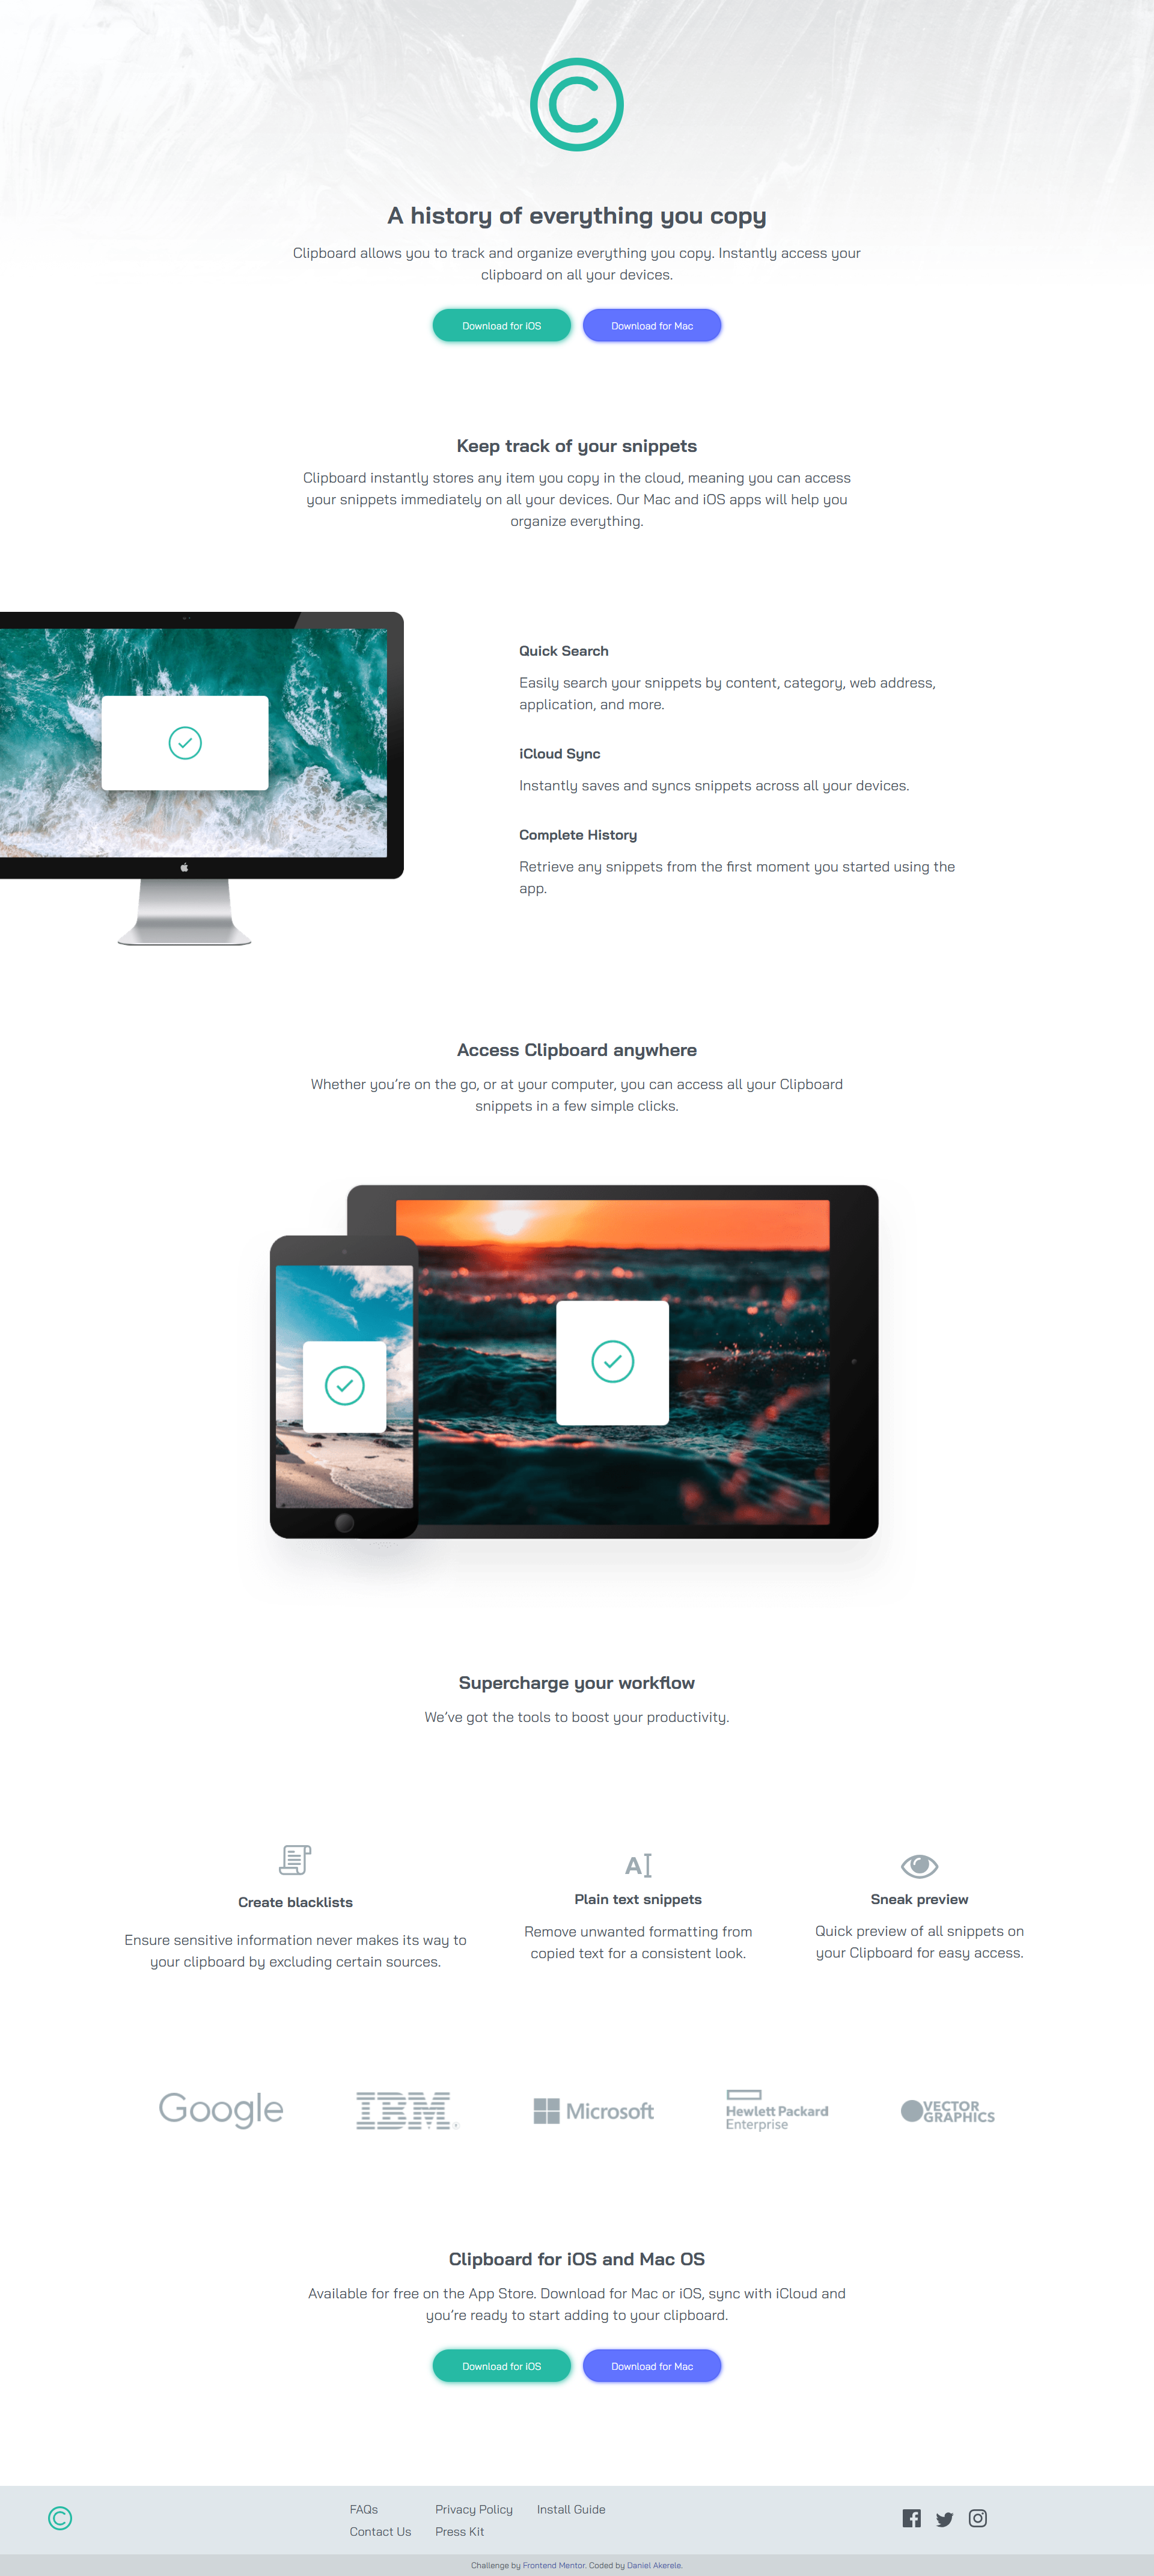 A history of everything you copy
Clipboard allows you to track and organize everything you copy. Instantly access your
clipboard on all your devices.
Download for iOS
Download for Mac
Keep track of your snippets
Clipboard instantly stores any item you copy in the cloud, meaning you can access
your snippets immediately on all your devices. Our Mac and iOS apps will help you
organize everything.
Quick Search
Easily search your snippets by content, category, web address,
application, and more.
iCloud Sync
Instantly saves and syncs snippets across all your devices.
Complete History
Retrieve any snippets from the first moment you started using the
app.
Access Clipboard anywhere
Whether you’re on the go, or at your computer, you can access all your Clipboard
snippets in a few simple clicks.
Supercharge your workflow
We’ve got the tools to boost your productivity.
Create blacklists
Ensure sensitive information never makes its way to
your clipboard by excluding certain sources.
Plain text snippets
Remove unwanted formatting from
copied text for a consistent look.
Sneak preview
Quick preview of all snippets on
your Clipboard for easy access.
Google
IBM
Microsoft
Hewlett Packard
Enterprise
VECTOR
GRAPHICS
Clipboard for iOS and Mac OS
Available for free on the App Store. Download for Mac or iOS, sync with iCloud and
you’re ready to start adding to your clipboard.
Download for iOS
Download for Mac
FAQs
Contact Us
Privacy Policy
Press Kit
Install Guide
Challenge by Frontend Mentor. Coded by Daniel Akerele.